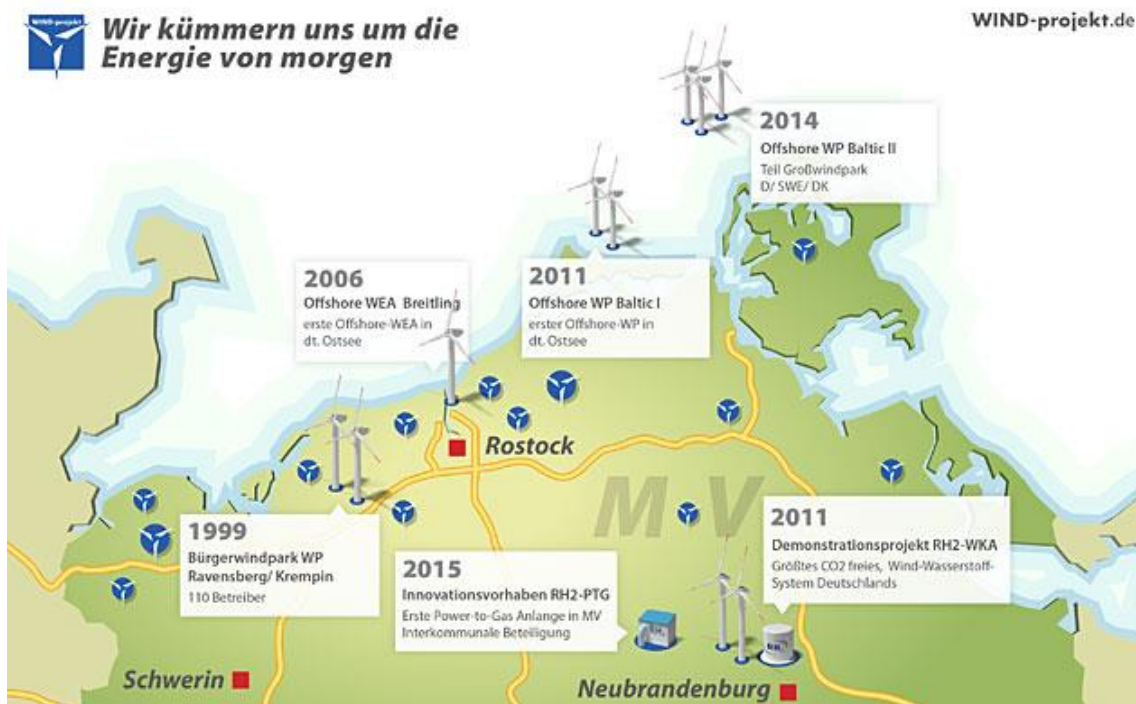 WIND-projekt
Wir kümmern uns um die
Energie von morgen
WIND-projekt.de
2014
Offshore WP Baltic II
Teil Großwindpark
D/ SWE/ DK
2006
Offshore WEA Breitling
erste Offshore-WEA in
dt. Ostsee
2011
Offshore WP Baltic I
erster Offshore-WP in
dt. Ostsee
Rostock
MV
1999
Bürgerwindpark WP
Ravensberg/ Krempin
110 Betreiber
2015
Innovationsvorhaben RH2-PTG
Erste Power-to-Gas Anlange in MV
Interkommunale Beteiligung
2011
Demonstrationsprojekt RH2-WKA
Größtes CO2 freies, Wind-Wasserstoff-
System Deutschlands
Schwerin
Neubrandenburg